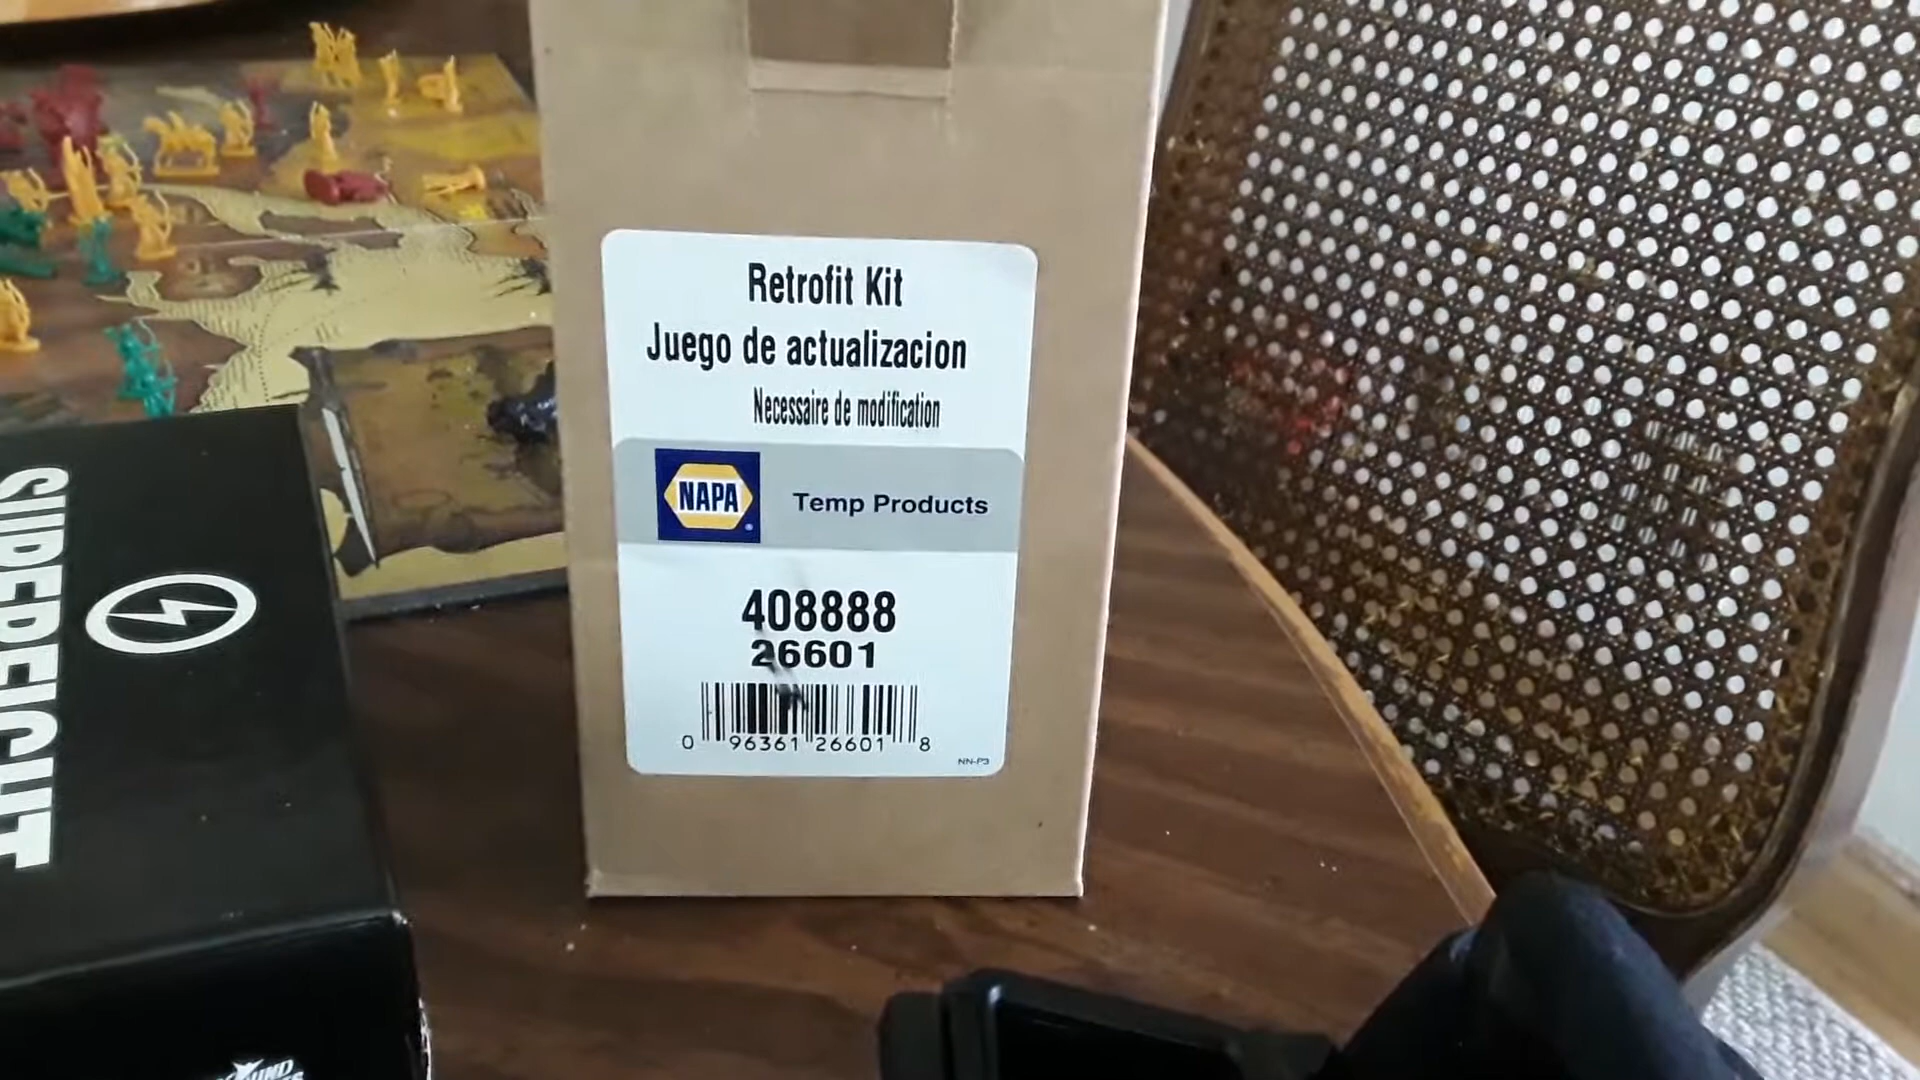 Retrofit Kit
Juego de actualizacion
Necessaire de modification
NAPA
Temp Products
408888
26601
0 96361 26601 8
NN-P3
SUPERFIGHT